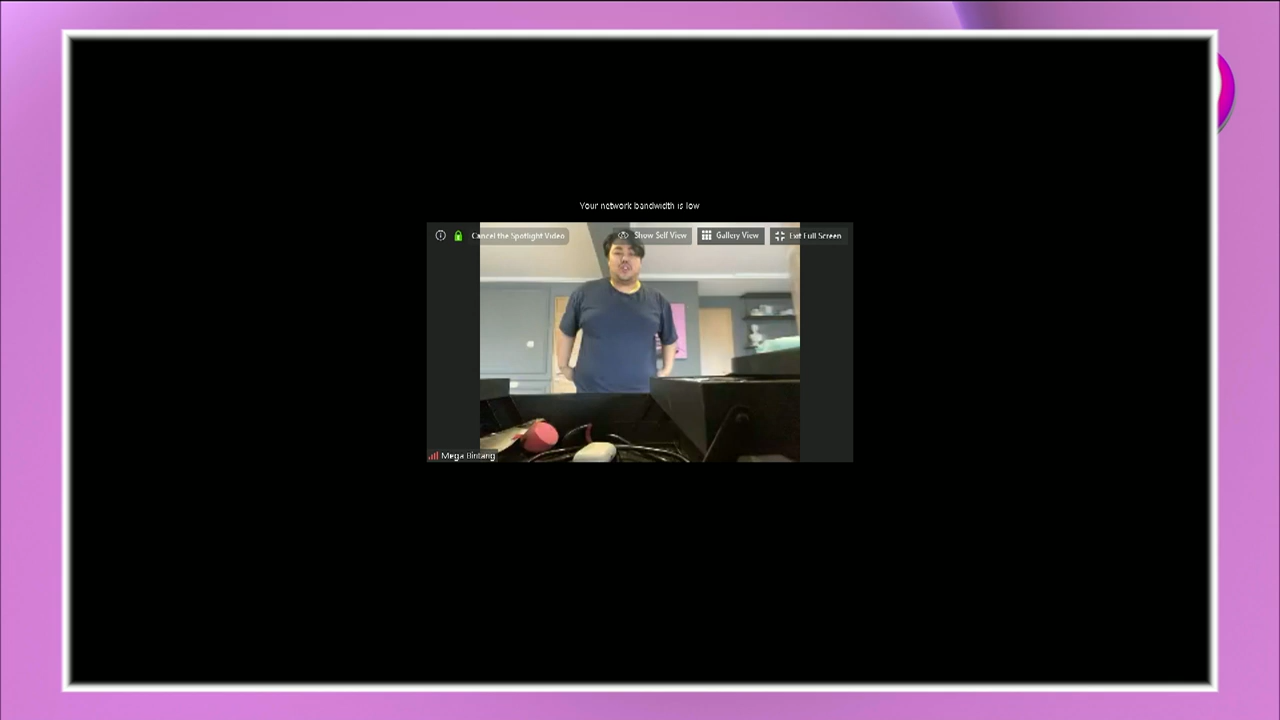 Your network bandwidth is low
Cancel the Spotlight Video
Show Self View
Gallery View
Exit Full Screen
Mega Bintang